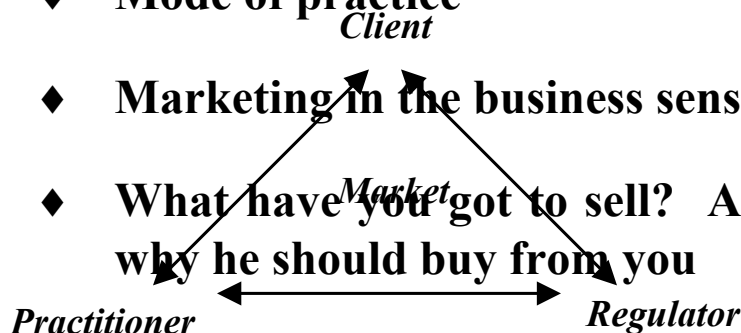 ♦ Mode of practice
Client
♦ Marketing in the business sens
Market
♦ What have you got to sell? A
why he should buy from you
Practitioner
Regulator